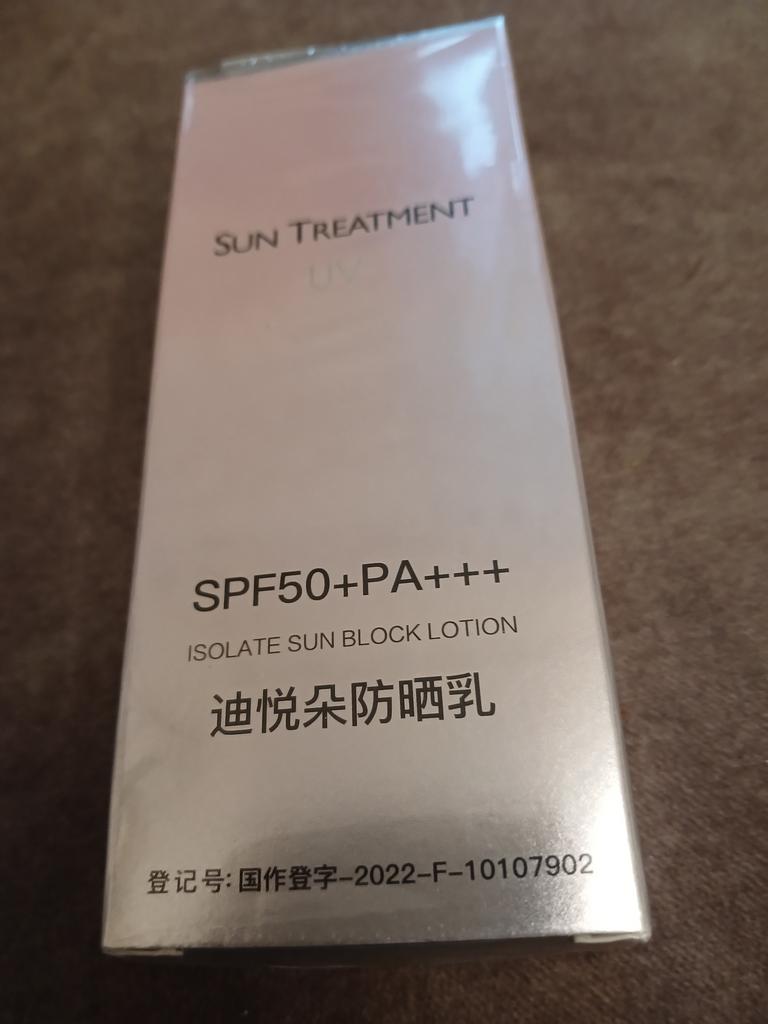 SUN TREATMENT
UV
SPF50+PA+++
ISOLATE SUN BLOCK LOTION
迪悦朵防晒乳
登记号:国作登字-2022-F-10107902